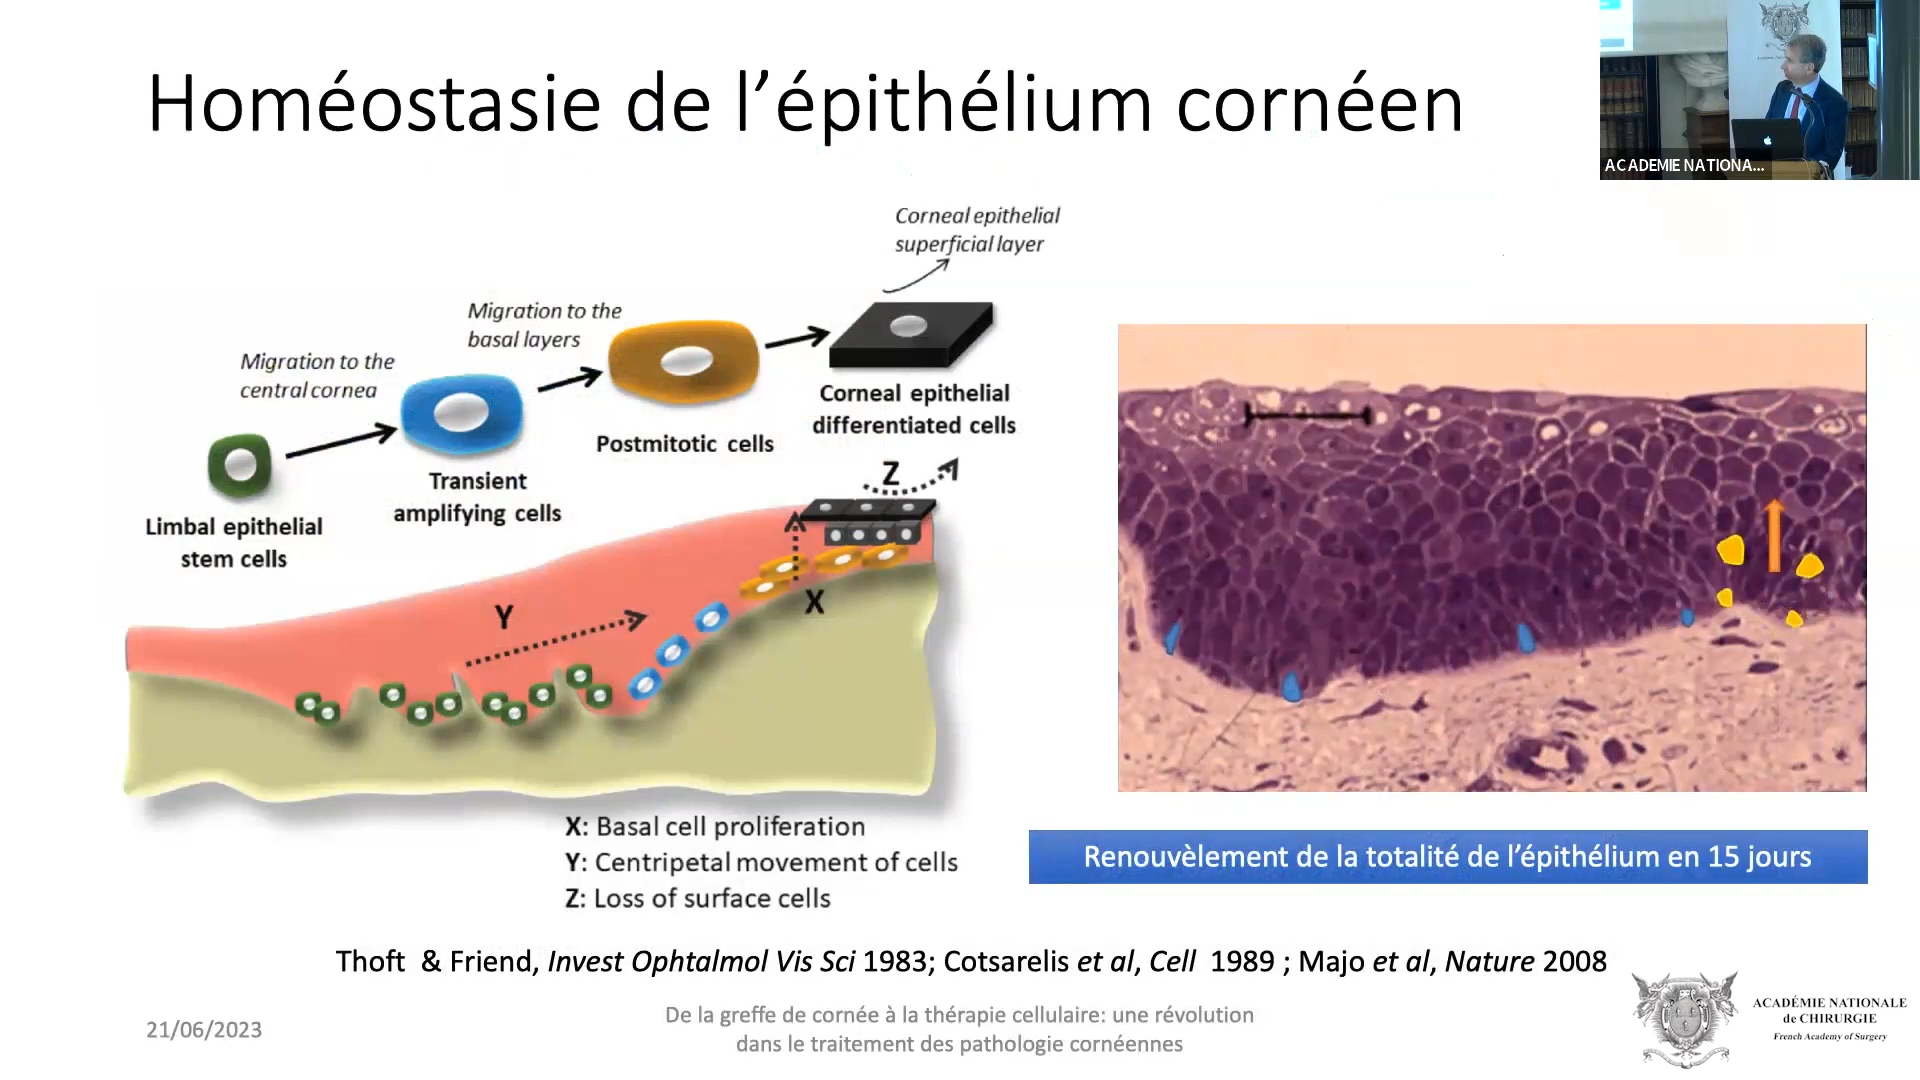 Homéostasie de l'épithélium cornéen
ACADEMIE NATIONA...
Corneal epithelial
superficial layer
Migration to the
basal layers
Migration to the
central cornea
Corneal epithelial
differentiated cells
Postmitotic cells
Transient
amplifying cells
Limbal epithelial
stem cells
Z
Y
X
X: Basal cell proliferation
Y: Centripetal movement of cells
Z: Loss of surface cells
Renouvèlement de la totalité de l'épithélium en 15 jours
Thoft & Friend, Invest Ophtalmol Vis Sci 1983; Cotsarelis et al, Cell 1989 ; Majo et al, Nature 2008
21/06/2023
De la greffe de cornée à la thérapie cellulaire: une révolution
dans le traitement des pathologie cornéennes
ACADÉMIE NATIONALE
de CHIRURGIE
French Academy of Surgery